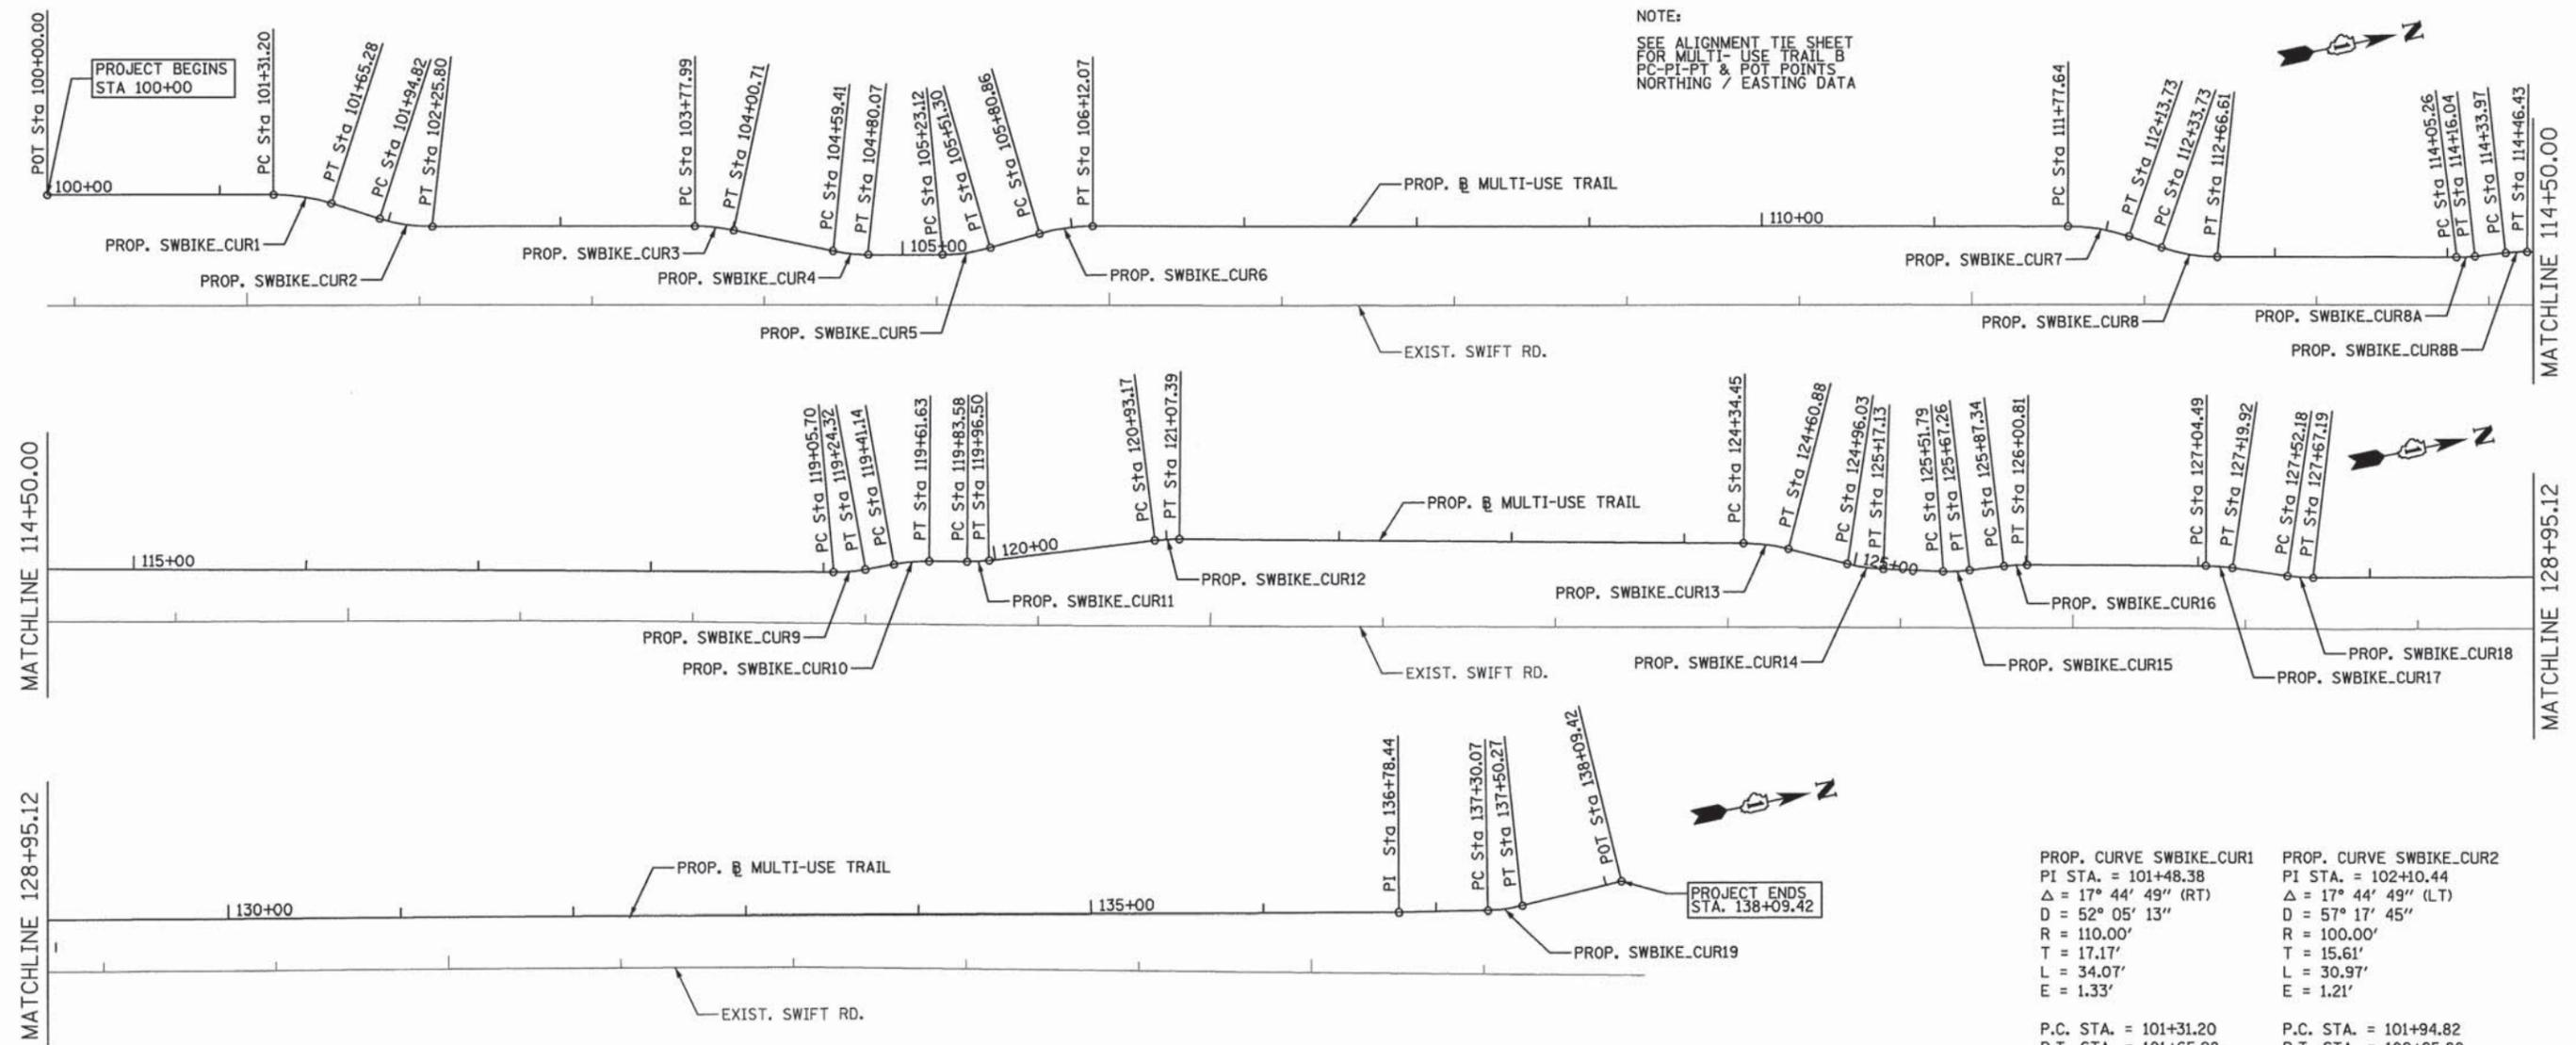 NOTE:
SEE ALIGNMENT TIE SHEET
FOR MULTI- USE TRAIL B
PC-PI-PT & POT POINTS
NORTHING / EASTING DATA
N
POT Sta 100+00.00
PROJECT BEGINS
STA 100+00
PC Sta 101+31.20
PT Sta 101+65.28
PC Sta 101+94.82
PT Sta 102+25.80
PC Sta 103+77.99
PT Sta 104+00.71
PC Sta 104+59.41
PT Sta 104+80.07
PC Sta 105+23.12
PT Sta 105+51.30
PC Sta 105+80.86
PT Sta 106+12.07
PC Sta 111+77.64
PT Sta 112+13.73
PC Sta 112+33.73
PT Sta 112+66.61
PC Sta 114+05.26
PT Sta 114+16.04
PC Sta 114+33.97
PT Sta 114+46.43
MATCHLINE 114+50.00
100+00
105+00
110+00
PROP. BL MULTI-USE TRAIL
PROP. SWBIKE_CUR1
PROP. SWBIKE_CUR2
PROP. SWBIKE_CUR3
PROP. SWBIKE_CUR4
PROP. SWBIKE_CUR5
PROP. SWBIKE_CUR6
PROP. SWBIKE_CUR7
PROP. SWBIKE_CUR8
PROP. SWBIKE_CUR8A
PROP. SWBIKE_CUR8B
EXIST. SWIFT RD.
MATCHLINE 114+50.00
PC Sta 119+05.70
PT Sta 119+24.32
PC Sta 119+41.14
PT Sta 119+61.63
PC Sta 119+83.58
PT Sta 119+96.50
PC Sta 120+93.17
PT Sta 121+07.39
PC Sta 124+34.45
PT Sta 124+60.88
PC Sta 124+96.03
PT Sta 125+17.13
PC Sta 125+51.79
PT Sta 125+67.26
PC Sta 125+87.34
PT Sta 126+00.81
PC Sta 127+04.49
PT Sta 127+19.92
PC Sta 127+52.18
PT Sta 127+67.19
N
MATCHLINE 128+95.12
115+00
120+00
125+00
PROP. BL MULTI-USE TRAIL
PROP. SWBIKE_CUR9
PROP. SWBIKE_CUR10
PROP. SWBIKE_CUR11
PROP. SWBIKE_CUR12
PROP. SWBIKE_CUR13
PROP. SWBIKE_CUR14
PROP. SWBIKE_CUR15
PROP. SWBIKE_CUR16
PROP. SWBIKE_CUR17
PROP. SWBIKE_CUR18
EXIST. SWIFT RD.
MATCHLINE 128+95.12
130+00
135+00
PROP. BL MULTI-USE TRAIL
PI Sta 136+78.44
PC Sta 137+30.07
PT Sta 137+50.27
POT Sta 138+09.42
N
PROJECT ENDS
STA. 138+09.42
PROP. SWBIKE_CUR19
EXIST. SWIFT RD.
PROP. CURVE SWBIKE_CUR1
PI STA. = 101+48.38
Δ = 17° 44' 49" (RT)
D = 52° 05' 13"
R = 110.00'
T = 17.17'
L = 34.07'
E = 1.33'
P.C. STA. = 101+31.20
PROP. CURVE SWBIKE_CUR2
PI STA. = 102+10.44
Δ = 17° 44' 49" (LT)
D = 57° 17' 45"
R = 100.00'
T = 15.61'
L = 30.97'
E = 1.21'
P.C. STA. = 101+94.82